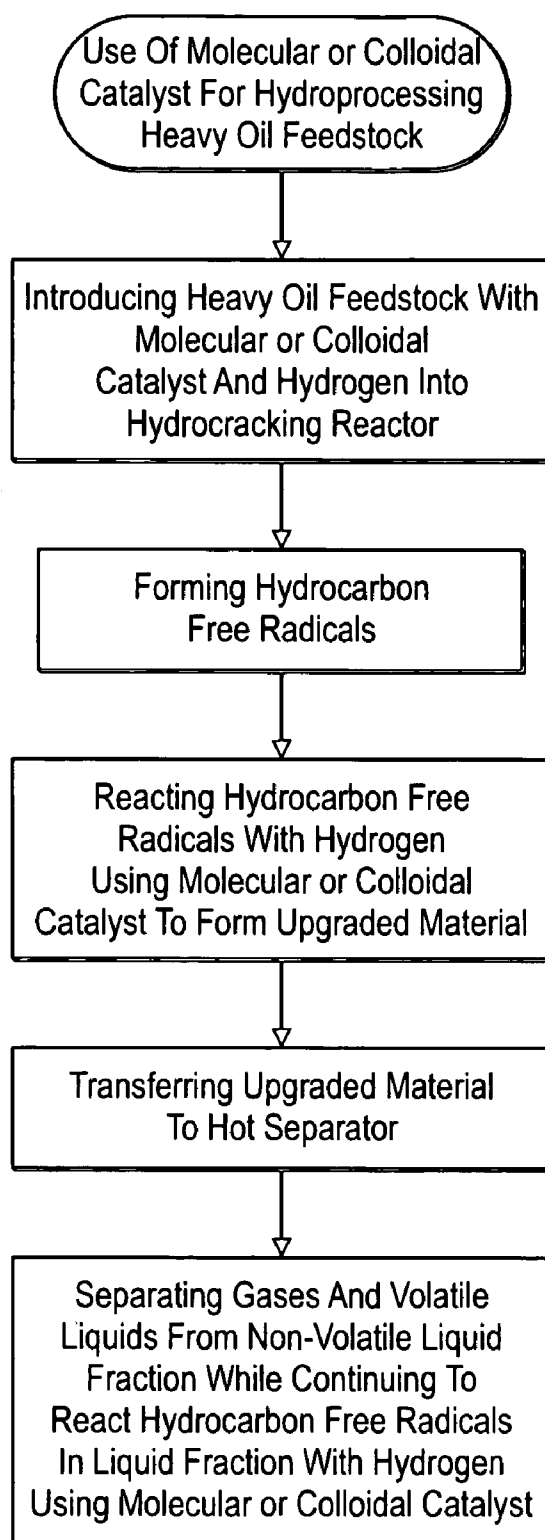 Use Of Molecular or Colloidal
Catalyst For Hydroprocessing
Heavy Oil Feedstock
Introducing Heavy Oil Feedstock With
Molecular or Colloidal
Catalyst And Hydrogen Into
Hydrocracking Reactor
Forming Hydrocarbon
Free Radicals
Reacting Hydrocarbon Free
Radicals With Hydrogen
Using Molecular or Colloidal
Catalyst To Form Upgraded Material
Transferring Upgraded Material
To Hot Separator
Separating Gases And Volatile
Liquids From Non-Volatile Liquid
Fraction While Continuing To
React Hydrocarbon Free Radicals
In Liquid Fraction With Hydrogen
Using Molecular or Colloidal Catalyst